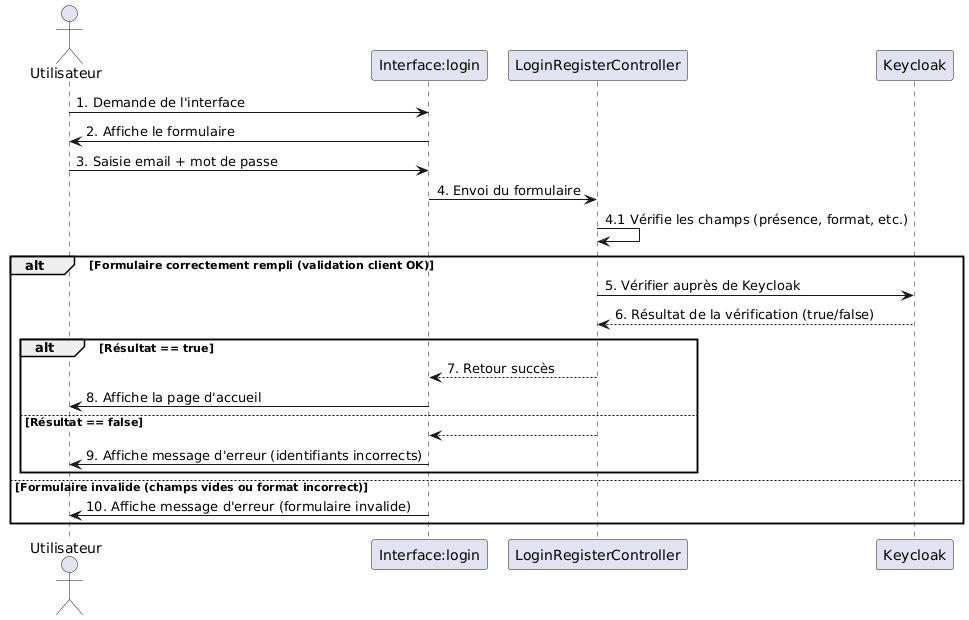 Utilisateur
Interface:login
LoginRegisterController
Keycloak
1. Demande de l'interface
2. Affiche le formulaire
3. Saisie email + mot de passe
4. Envoi du formulaire
4.1 Vérifie les champs (présence, format, etc.)
alt [Formulaire correctement rempli (validation client OK)]
5. Vérifier auprès de Keycloak
6. Résultat de la vérification (true/false)
alt [Résultat == true]
7. Retour succès
8. Affiche la page d'accueil
[Résultat == false]
9. Affiche message d'erreur (identifiants incorrects)
[Formulaire invalide (champs vides ou format incorrect)]
10. Affiche message d'erreur (formulaire invalide)
Utilisateur
Interface:login
LoginRegisterController
Keycloak